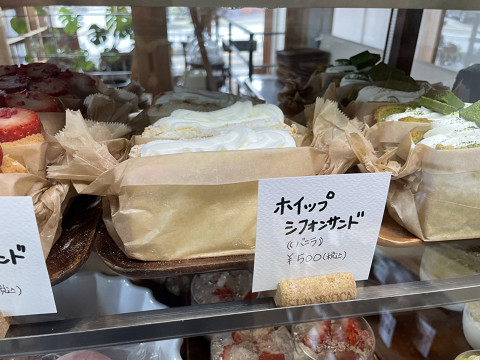 ンド
税込)
ホイップ
シフォンサンド
(バニラ)
¥500(税込)